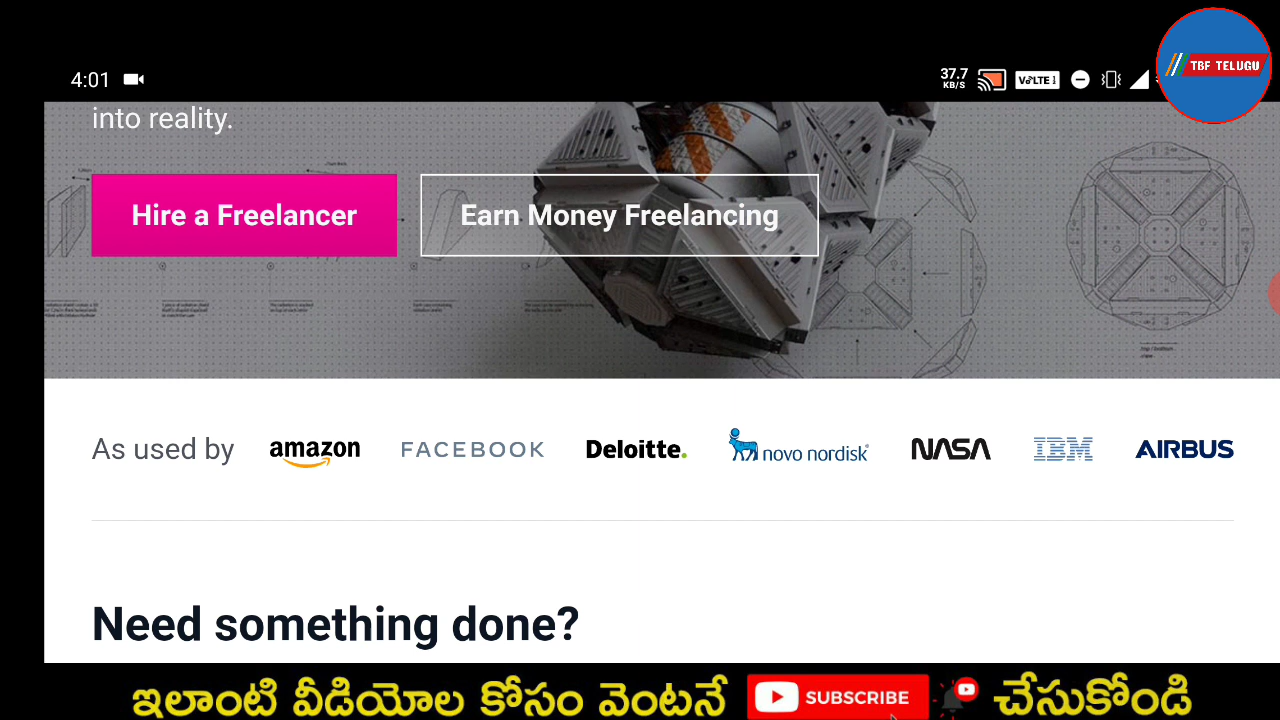 TBF TELUGU
4:01
37.7
KB/S
VoLTE
into reality.
Hire a Freelancer
Earn Money Freelancing
As used by
amazon
FACEBOOK
Deloitte.
novo nordisk®
NASA
IBM
AIRBUS
Need something done?
ఇలాంటి వీడియోల కోసం వెంటనే SUBSCRIBE చేసుకోండి